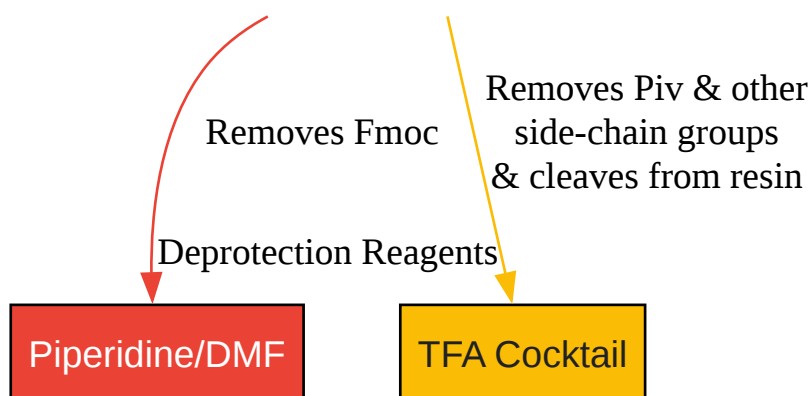 Removes Fmoc
Removes Piv & other
side-chain groups
& cleaves from resin
Deprotection Reagents
Piperidine/DMF
TFA Cocktail